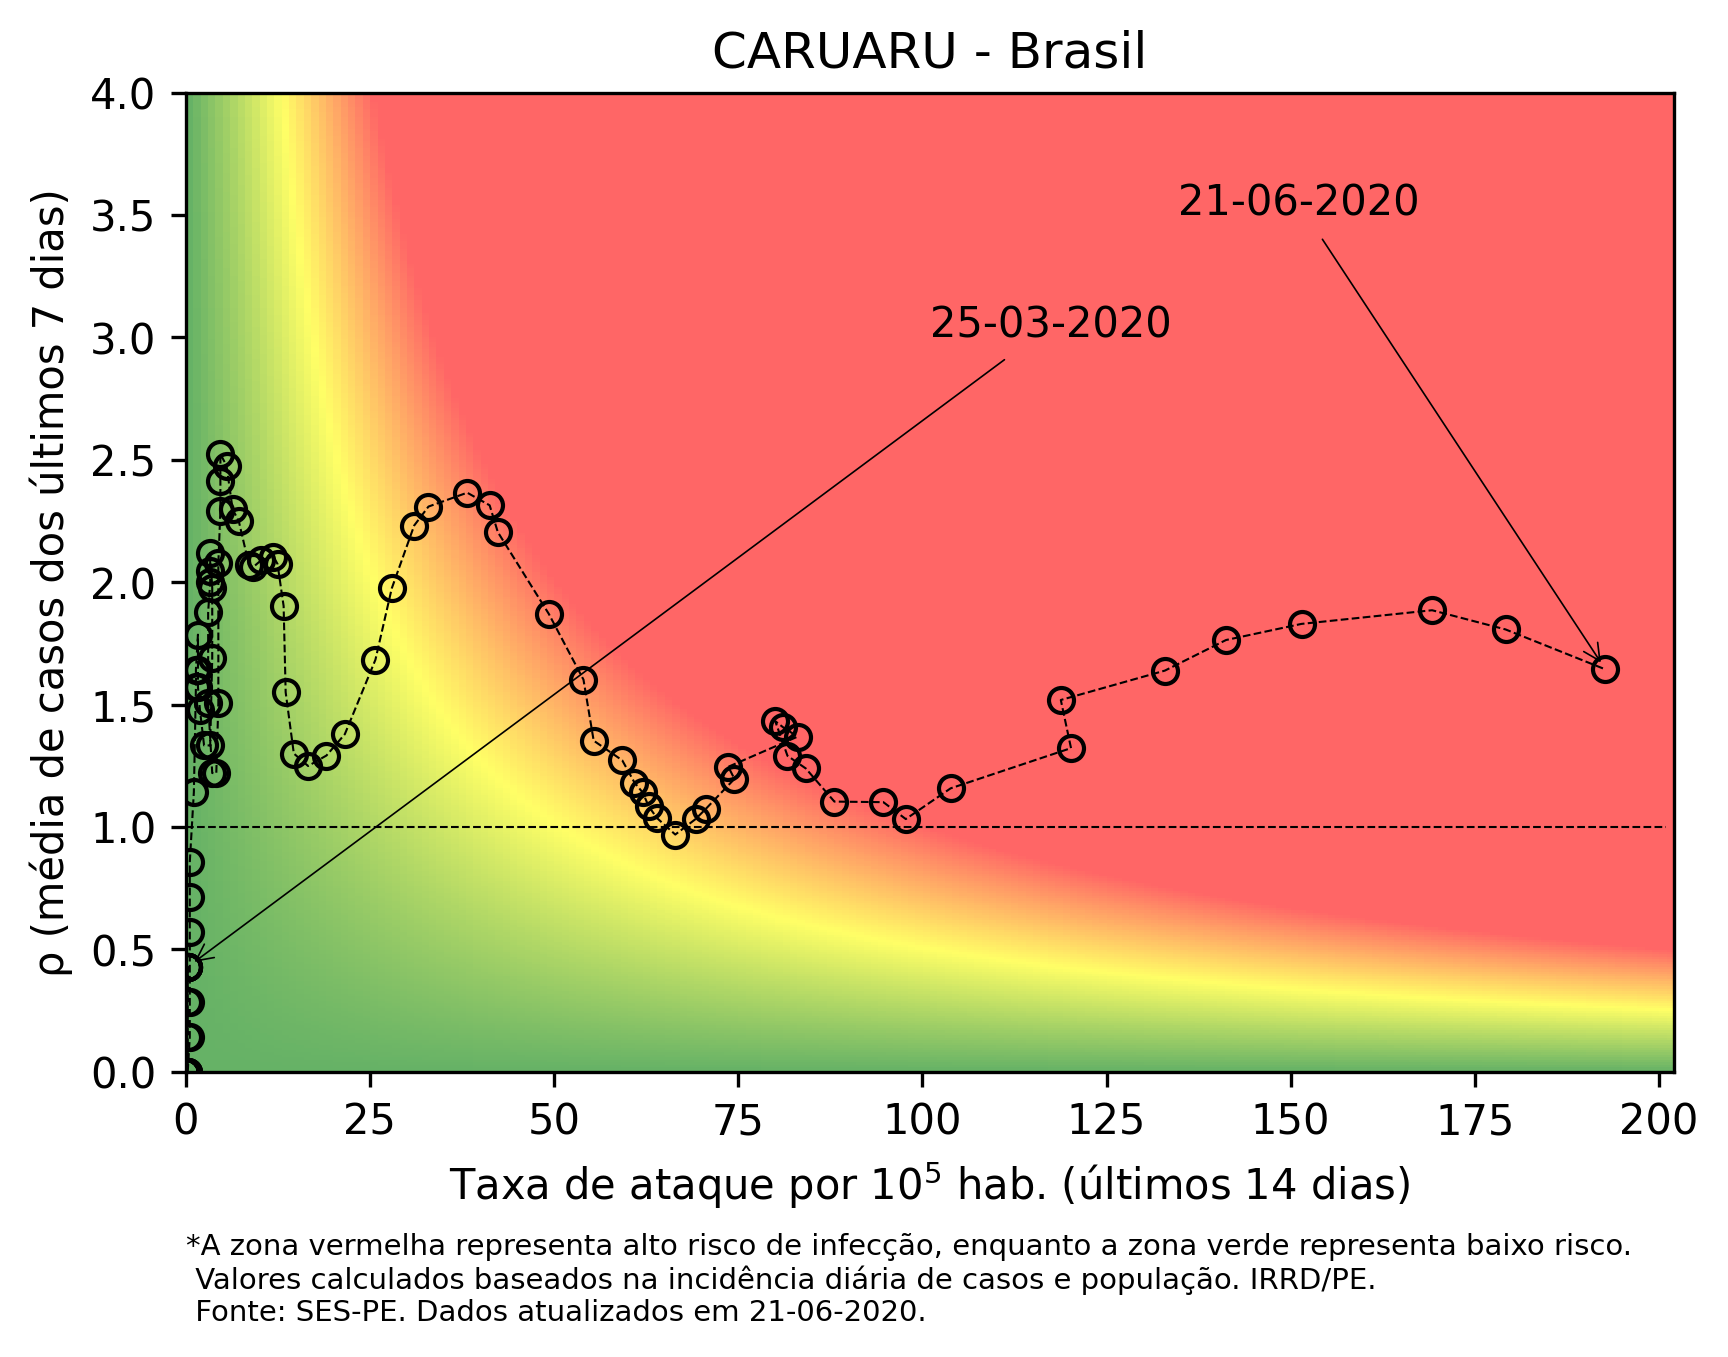 CARUARU - Brasil
4.0
3.5
3.0
2.5
2.0
1.5
1.0
0.5
0.0
ρ (média de casos dos últimos 7 dias)
21-06-2020
25-03-2020
0 25 50 75 100 125 150 175 200
Taxa de ataque por 10⁵ hab. (últimos 14 dias)
*A zona vermelha representa alto risco de infecção, enquanto a zona verde representa baixo risco.
Valores calculados baseados na incidência diária de casos e população. IRRD/PE.
Fonte: SES-PE. Dados atualizados em 21-06-2020.